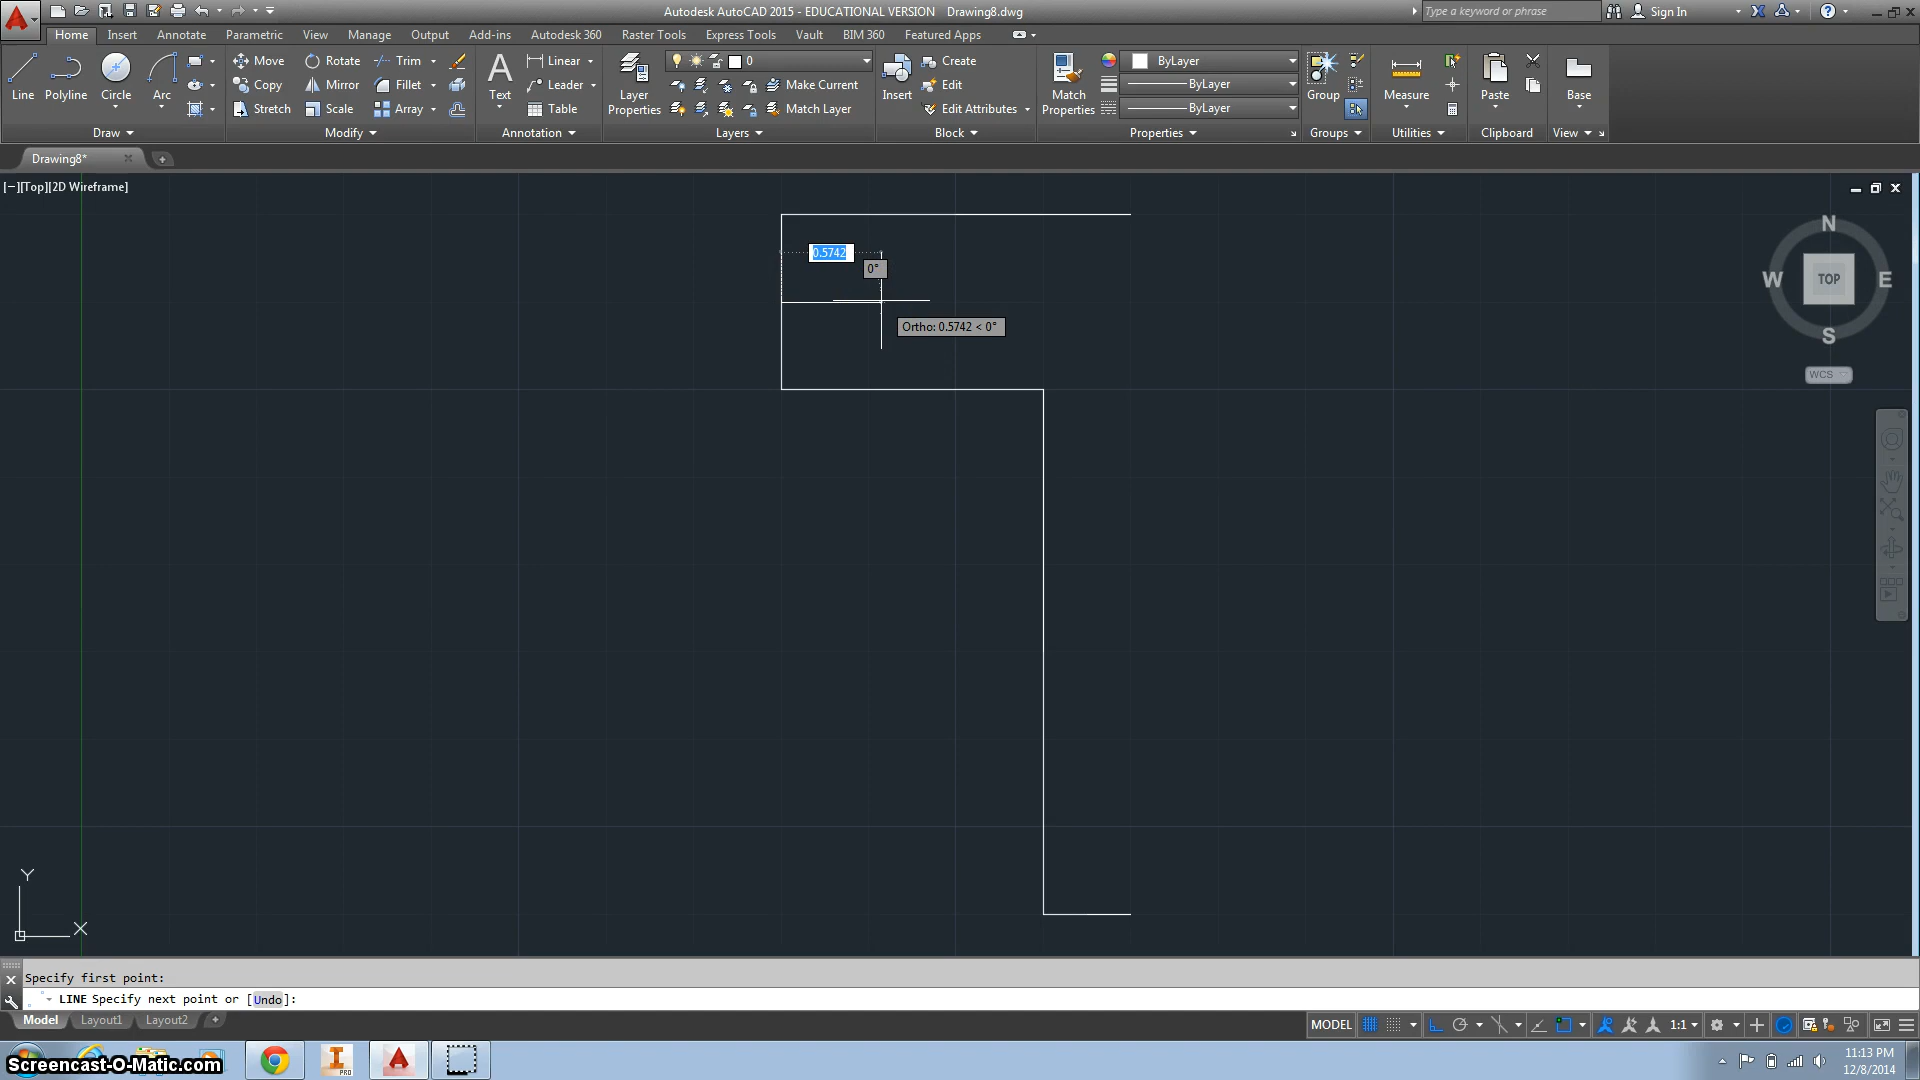 Autodesk AutoCAD 2015 - EDUCATIONAL VERSION Drawing8.dwg
Type a keyword or phrase
Sign In
Home Insert Annotate Parametric View Manage Output Add-ins Autodesk 360 Raster Tools Express Tools Vault BIM 360 Featured Apps
Line Polyline Circle Arc
Draw
Move Rotate Trim
Copy Mirror Fillet
Stretch Scale Array
Modify
Text
Linear
Leader
Table
Annotation
Layer
Properties
0
Make Current
Match Layer
Layers
Insert
Create
Edit
Edit Attributes
Block
Match
Properties
ByLayer
ByLayer
ByLayer
Properties
Group
Groups
Measure
Utilities
Paste
Clipboard
Base
View
Drawing8*
[−][Top][2D Wireframe]
0.5742
0°
Ortho: 0.5742 < 0°
N
W TOP E
S
WCS
Y
X
Specify first point:
LINE Specify next point or [Undo]:
Model Layout1 Layout2
MODEL 1:1
PRO
Screencast-O-Matic.com
11:13 PM
12/8/2014